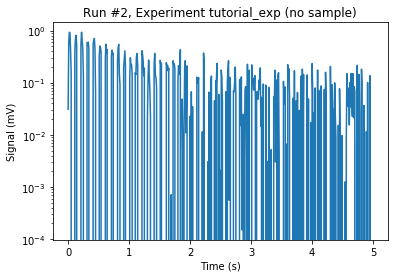 Run #2, Experiment tutorial_exp (no sample)
Signal (mV)
10⁰
10⁻¹
10⁻²
10⁻³
10⁻⁴
0 1 2 3 4 5
Time (s)